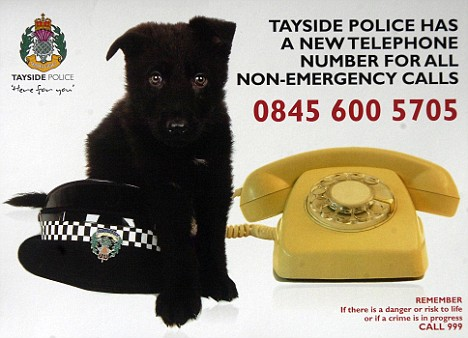 TAYSIDE POLICE
"Here for you"
TAYSIDE POLICE HAS
A NEW TELEPHONE
NUMBER FOR ALL
NON-EMERGENCY CALLS
0845 600 5705
REMEMBER
If there is a danger or risk to life
or if a crime is in progress
CALL 999